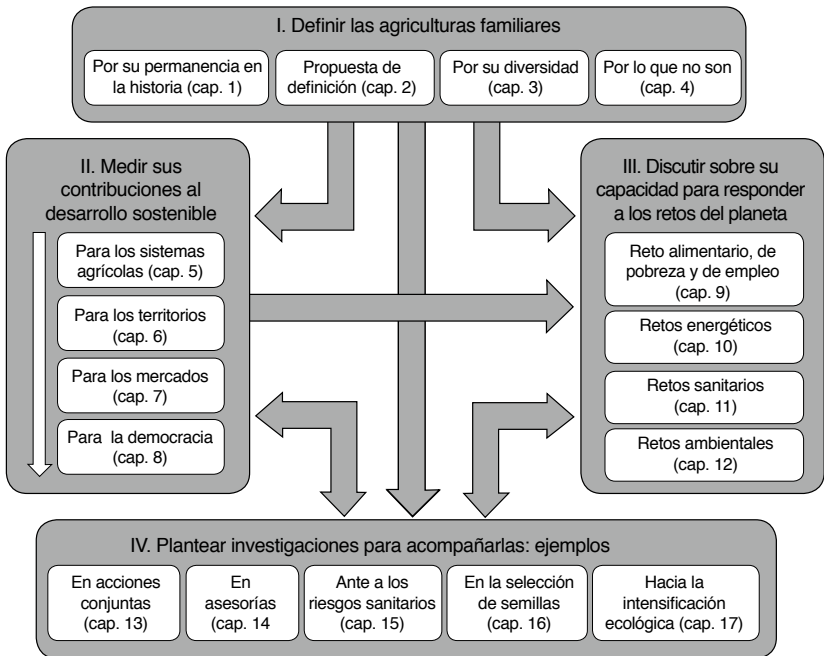 I. Definir las agriculturas familiares
Por su permanencia en
la historia (cap. 1)
Propuesta de
definición (cap. 2)
Por su diversidad
(cap. 3)
Por lo que no son
(cap. 4)
II. Medir sus
contribuciones al
desarrollo sostenible
Para los sistemas
agrícolas (cap. 5)
Para los territorios
(cap. 6)
Para los mercados
(cap. 7)
Para la democracia
(cap. 8)
III. Discutir sobre su
capacidad para responder
a los retos del planeta
Reto alimentario, de
pobreza y de empleo
(cap. 9)
Retos energéticos
(cap. 10)
Retos sanitarios
(cap. 11)
Retos ambientales
(cap. 12)
IV. Plantear investigaciones para acompañarlas: ejemplos
En acciones
conjuntas
(cap. 13)
En
asesorías
(cap. 14
Ante a los
riesgos sanitarios
(cap. 15)
En la selección
de semillas
(cap. 16)
Hacia la
intensificación
ecológica (cap. 17)